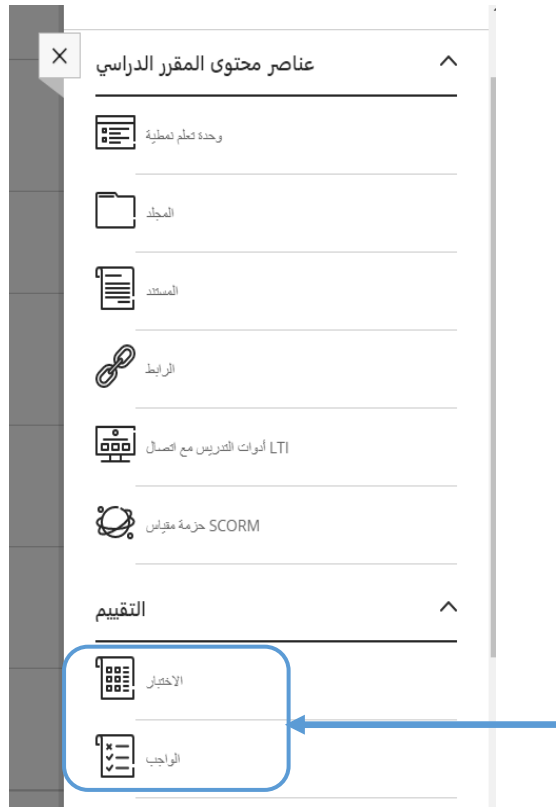 عناصر محتوى المقرر الدراسي
وحدة تعلم نمطية
المجلد
المستند
الرابط
LTI أدوات التدريس مع اتصال
SCORM حزمة مقياس
التقييم
الاختبار
الواجب